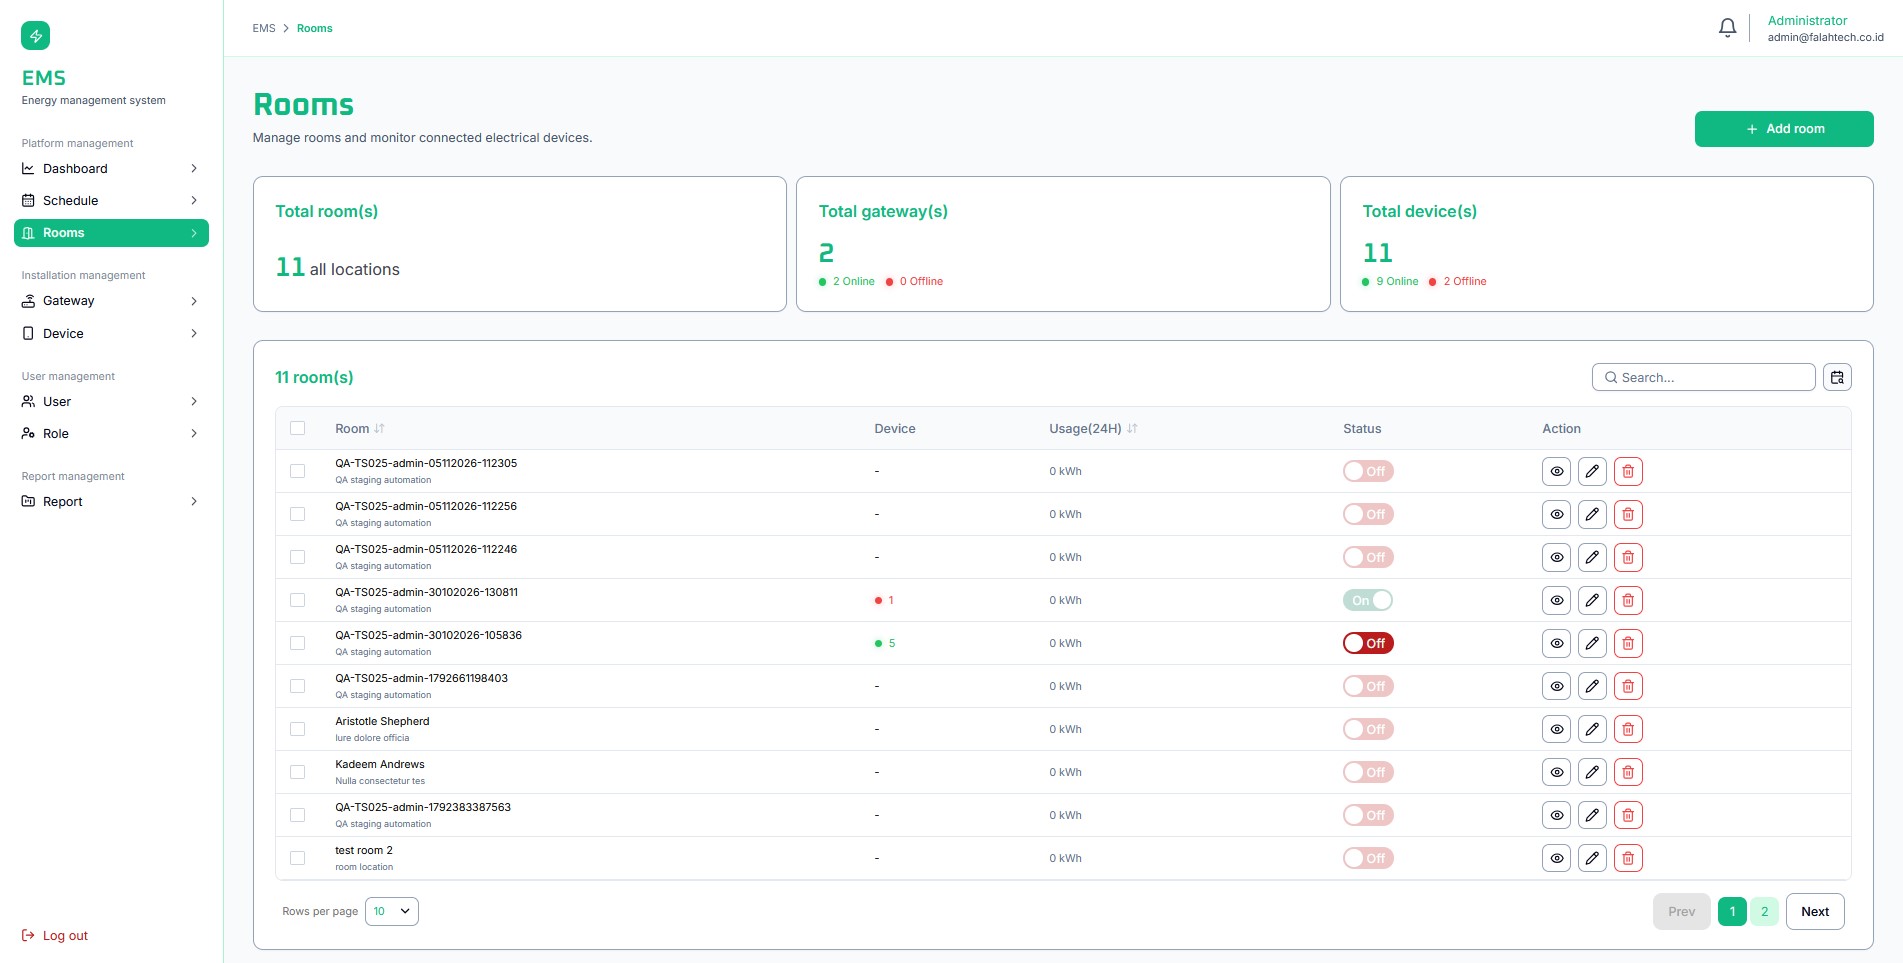 EMS
Energy management system
Platform management
Dashboard
Schedule
Rooms
Installation management
Gateway
Device
User management
User
Role
Report management
Report
Log out
EMS > Rooms
Administrator
admin@falahtech.co.id
Rooms
Manage rooms and monitor connected electrical devices.
+ Add room
Total room(s)
11 all locations
Total gateway(s)
2
2 Online 0 Offline
Total device(s)
11
9 Online 2 Offline
11 room(s)
Search...
Room Device Usage(24H) Status Action
QA-TS025-admin-05112026-112305
QA staging automation
- 0 kWh Off
QA-TS025-admin-05112026-112256
QA staging automation
- 0 kWh Off
QA-TS025-admin-05112026-112246
QA staging automation
- 0 kWh Off
QA-TS025-admin-30102026-130811
QA staging automation
1 0 kWh On
QA-TS025-admin-30102026-105836
QA staging automation
5 0 kWh Off
QA-TS025-admin-1792661198403
QA staging automation
- 0 kWh Off
Aristotle Shepherd
Iure dolore officia
- 0 kWh Off
Kadeem Andrews
Nulla consectetur tes
- 0 kWh Off
QA-TS025-admin-1792383387563
QA staging automation
- 0 kWh Off
test room 2
room location
- 0 kWh Off
Rows per page 10
Prev 1 2 Next